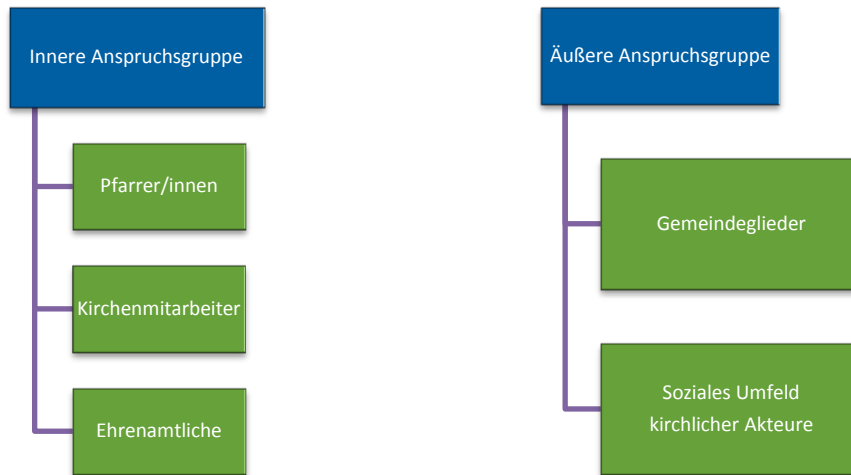 Innere Anspruchsgruppe
Pfarrer/innen
Kirchenmitarbeiter
Ehrenamtliche
Äußere Anspruchsgruppe
Gemeindeglieder
Soziales Umfeld
kirchlicher Akteure